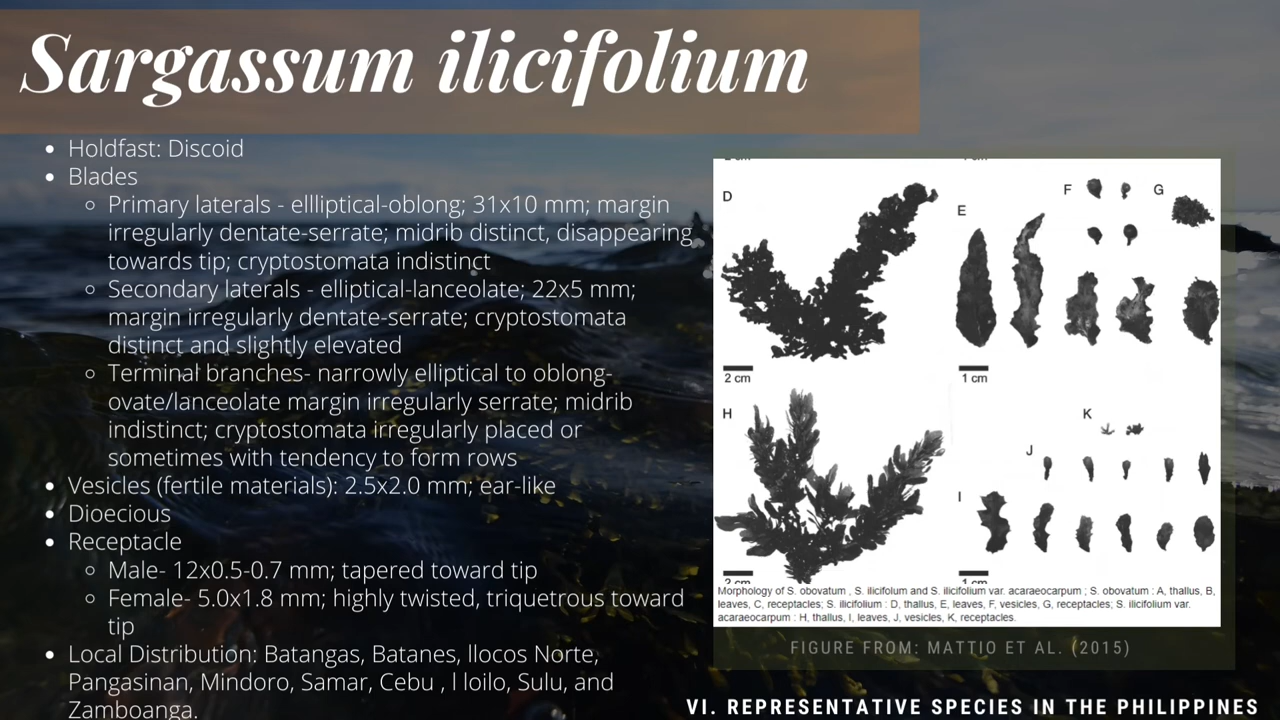 Sargassum ilicifolium
• Holdfast: Discoid
• Blades
◦ Primary laterals - ellliptical-oblong; 31x10 mm; margin
irregularly dentate-serrate; midrib distinct, disappearing
towards tip; cryptostomata indistinct
◦ Secondary laterals - elliptical-lanceolate; 22x5 mm;
margin irregularly dentate-serrate; cryptostomata
distinct and slightly elevated
◦ Terminal branches- narrowly elliptical to oblong-
ovate/lanceolate margin irregularly serrate; midrib
indistinct; cryptostomata irregularly placed or
sometimes with tendency to form rows
• Vesicles (fertile materials): 2.5x2.0 mm; ear-like
• Dioecious
• Receptacle
◦ Male- 12x0.5-0.7 mm; tapered toward tip
◦ Female- 5.0x1.8 mm; highly twisted, triquetrous toward
tip
• Local Distribution: Batangas, Batanes, llocos Norte,
Pangasinan, Mindoro, Samar, Cebu , l loilo, Sulu, and
Zamboanga.
D
E
F
G
2 cm
1 cm
H
K
J
I
2 cm
1 cm
Morphology of S. obovatum , S. ilicifolum and S. ilicifolium var. acaraeocarpum ; S. obovatum : A, thallus, B,
leaves, C, receptacles; S. ilicifolium : D, thallus, E, leaves, F, vesicles, G, receptacles; S. ilicifolium var.
acaraeocarpum : H, thallus, I, leaves, J, vesicles, K, receptacles.
FIGURE FROM: MATTIO ET AL. (2015)
VI. REPRESENTATIVE SPECIES IN THE PHILIPPINES